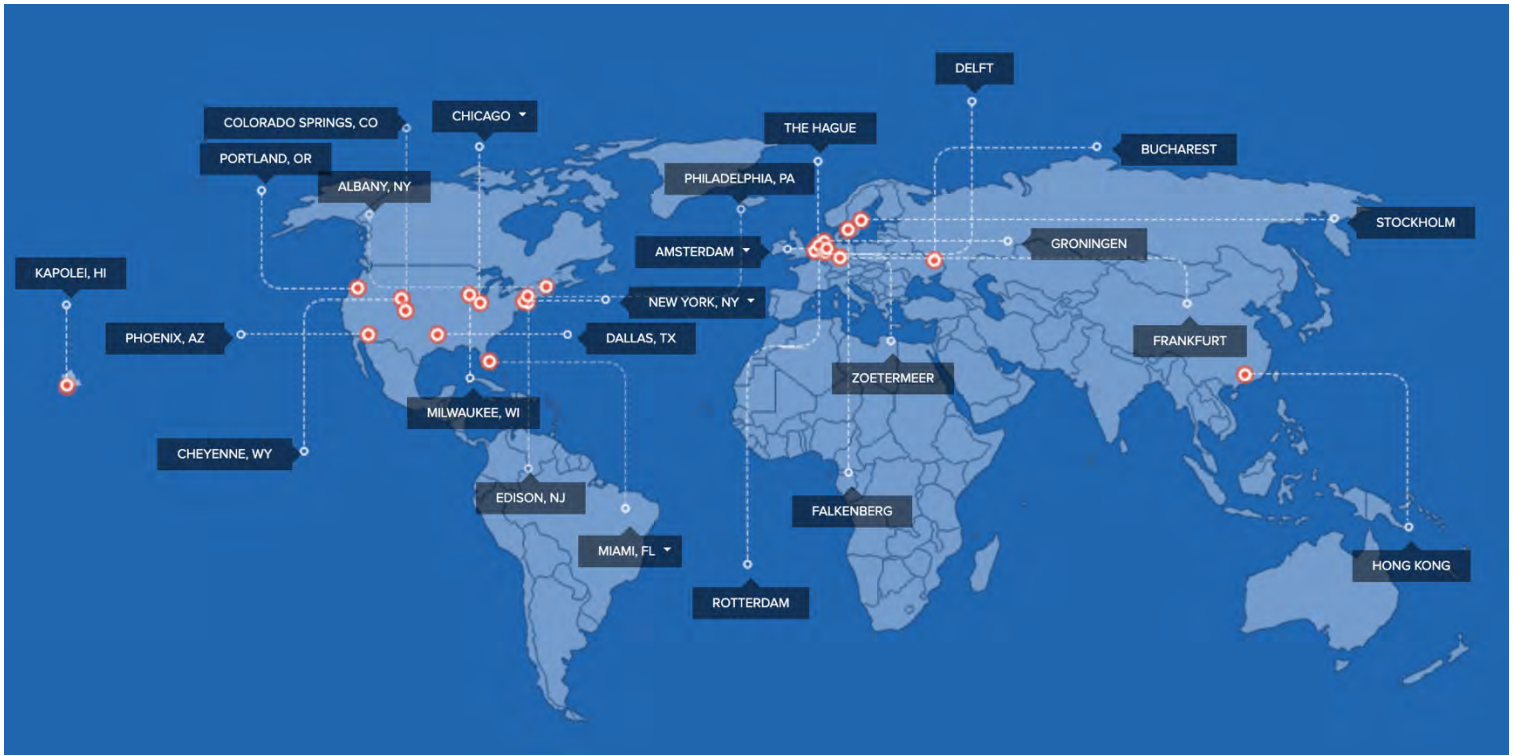 DELFT
COLORADO SPRINGS, CO
CHICAGO
THE HAGUE
PORTLAND, OR
BUCHAREST
ALBANY, NY
PHILADELPHIA, PA
STOCKHOLM
AMSTERDAM
GRONINGEN
KAPOLEI, HI
NEW YORK, NY
PHOENIX, AZ
DALLAS, TX
FRANKFURT
ZOETERMEER
MILWAUKEE, WI
CHEYENNE, WY
EDISON, NJ
FALKENBERG
MIAMI, FL
HONG KONG
ROTTERDAM